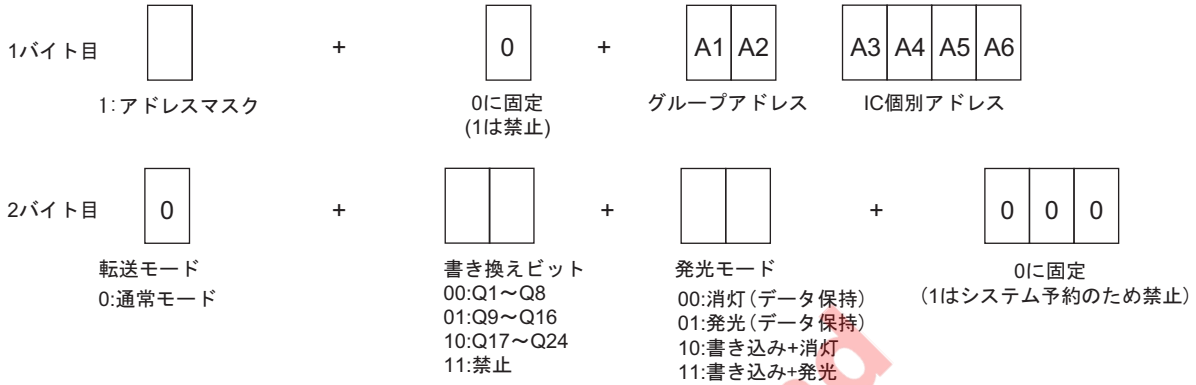 1バイト目 + 0 + A1 A2 A3 A4 A5 A6
1:アドレスマスク 0に固定 グループアドレス IC個別アドレス
(1は禁止)
2バイト目 0 + + + 0 0 0
転送モード 書き換えビット 発光モード 0に固定
0:通常モード 00:Q1～Q8 00:消灯(データ保持) (1はシステム予約のため禁止)
01:Q9～Q16 01:発光(データ保持)
10:Q17～Q24 10:書き込み+消灯
11:禁止 11:書き込み+発光